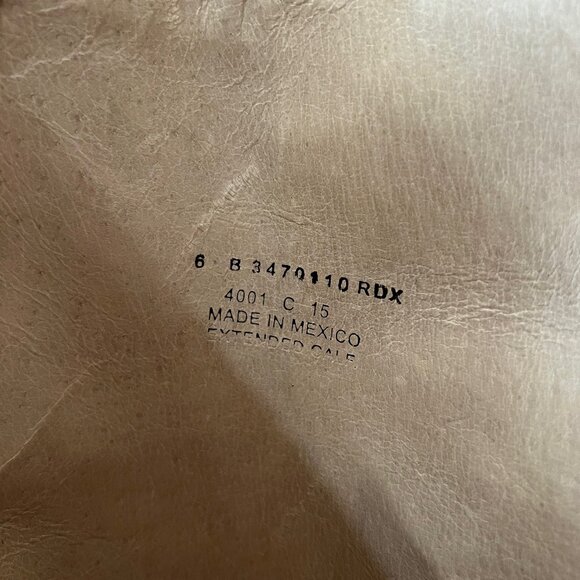 6 B 3470110 RDX
4001 C 15
MADE IN MEXICO
EXTENDED CALF